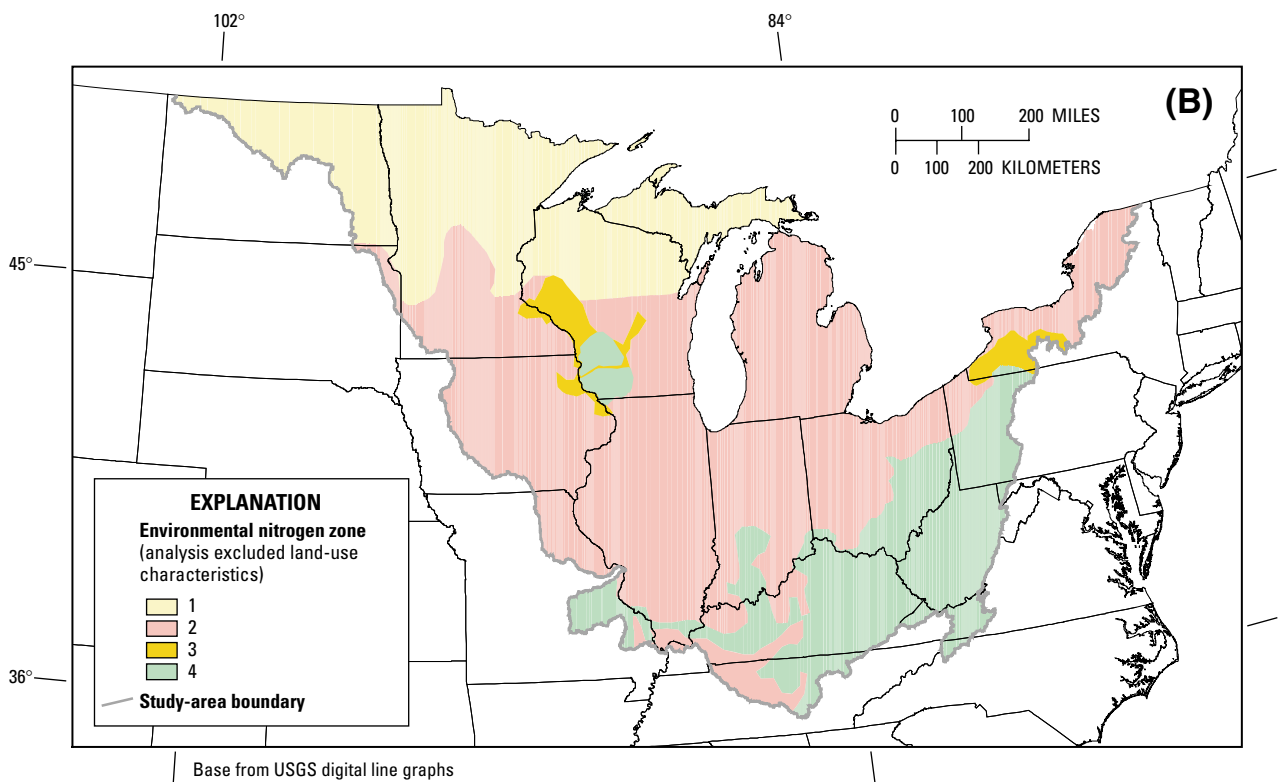 102°
84°
(B)
0 100 200 MILES
0 100 200 KILOMETERS
45°
36°
EXPLANATION
Environmental nitrogen zone
(analysis excluded land-use
characteristics)
1
2
3
4
Study-area boundary
Base from USGS digital line graphs